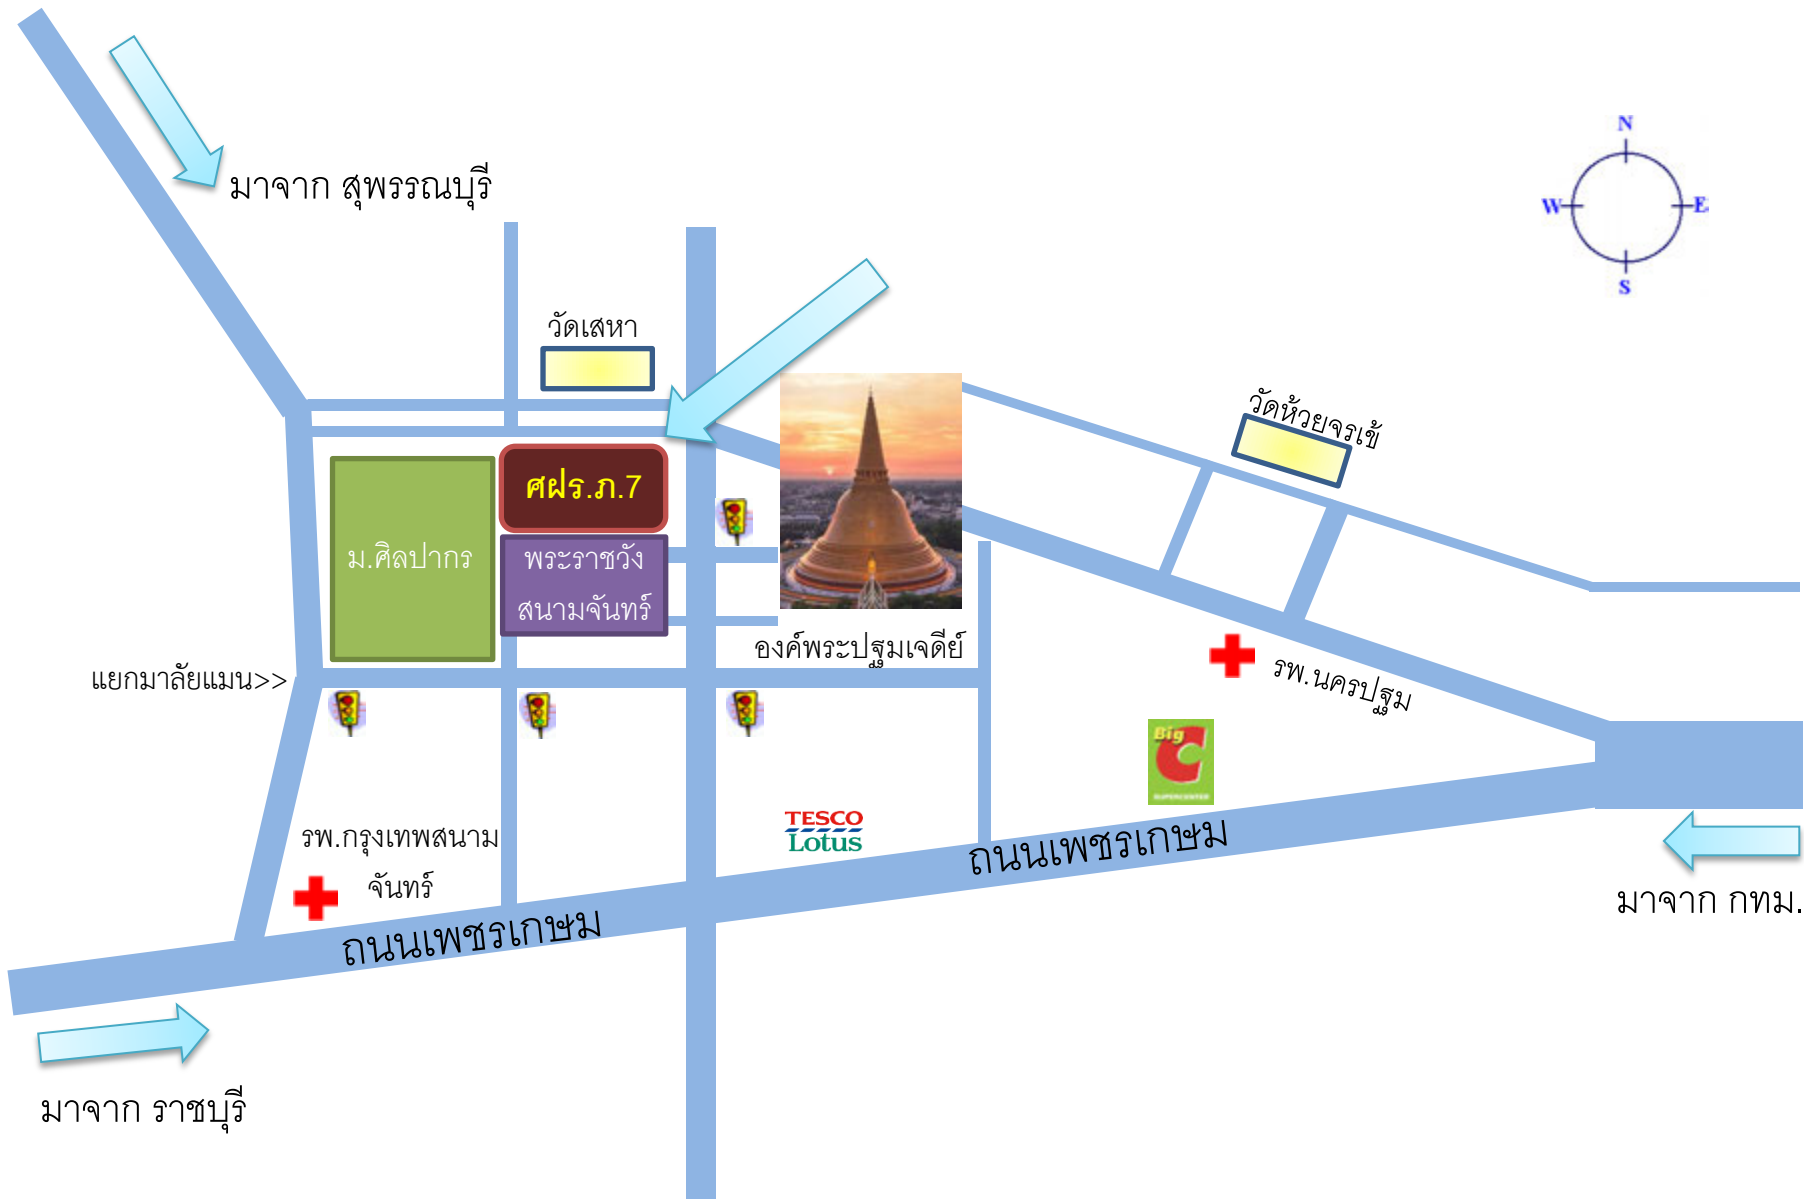 N
W
E
S
มาจาก สุพรรณบุรี
วัดเสหา
วัดห้วยจรเข้
ศฝร.ภ.7
ม.ศิลปากร
พระราชวัง
สนามจันทร์
องค์พระปฐมเจดีย์
แยกมาลัยแมน>>
รพ.นครปฐม
Big
C
SUPERCENTER
TESCO
Lotus
รพ.กรุงเทพสนาม
จันทร์
ถนนเพชรเกษม
ถนนเพชรเกษม
มาจาก กทม.
มาจาก ราชบุรี